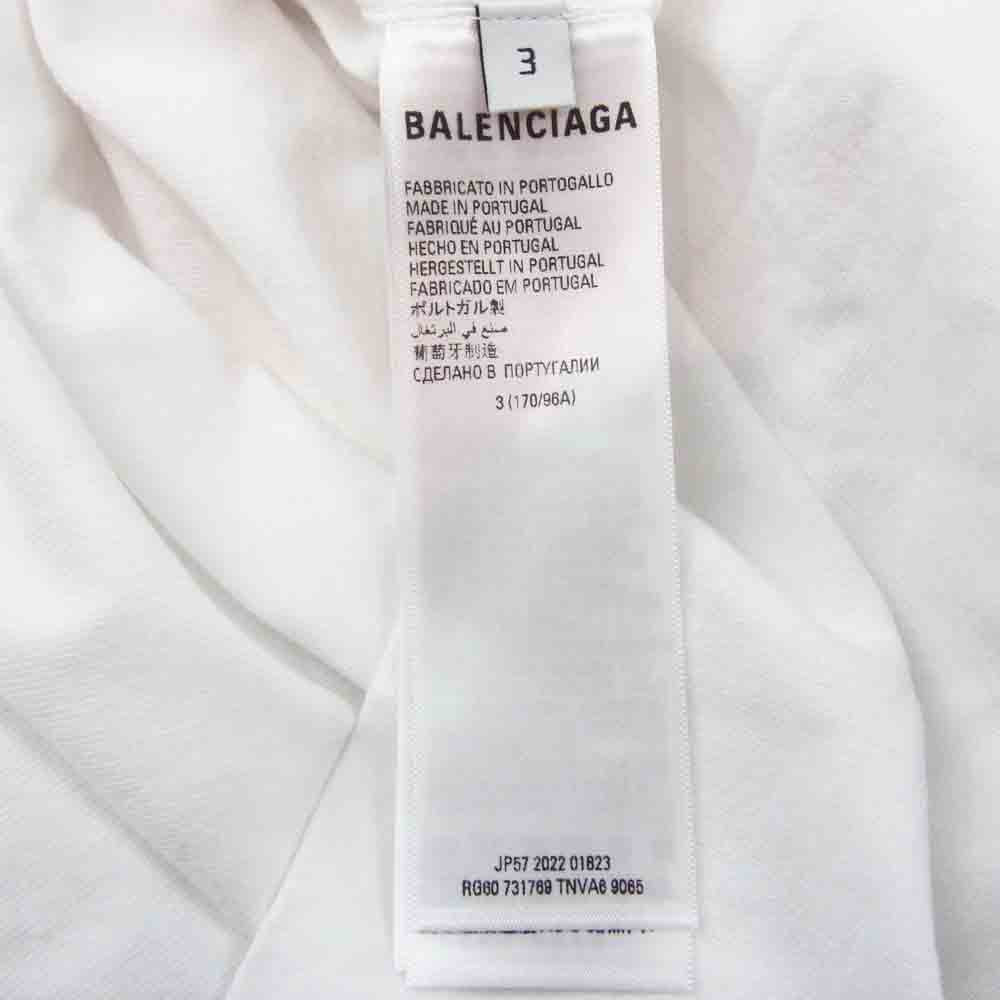 3
BALENCIAGA
FABBRICATO IN PORTOGALLO
MADE IN PORTUGAL
FABRIQUÉ AU PORTUGAL
HECHO EN PORTUGAL
HERGESTELLT IN PORTUGAL
FABRICADO EM PORTUGAL
ポルトガル製
صنع في البرتغال
葡萄牙制造
СДЕЛАНО В ПОРТУГАЛИИ
3 (170/96A)
JP57 2022 01823
RG60 731769 TNVA6 9065